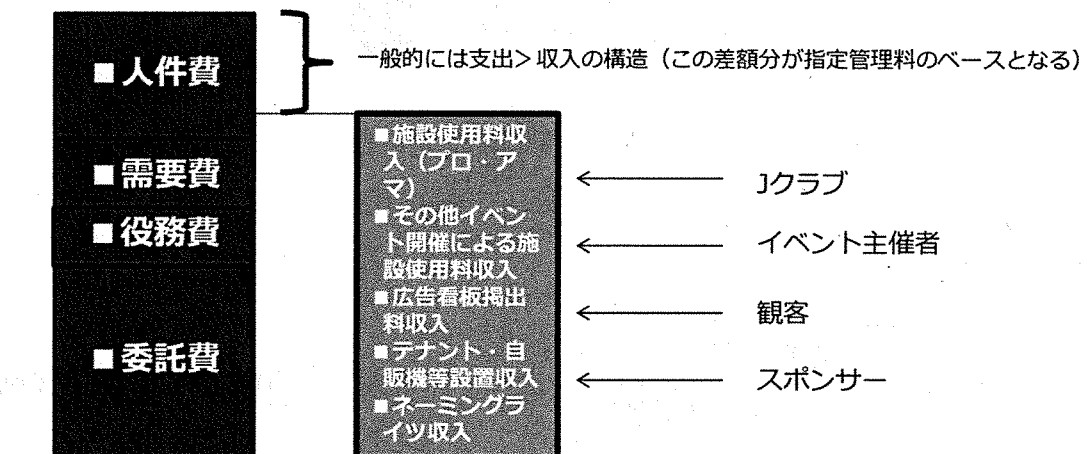 ■人件費
■需要費
■役務費
■委託費
一般的には支出>収入の構造(この差額分が指定管理料のベースとなる)
■施設使用料収
入(プロ・ア
マ)
■その他イベン
ト開催による施
設使用料収入
■広告看板掲出
料収入
■テナント・自
販機等設置収入
■ネーミングラ
イツ収入
Jクラブ
イベント主催者
観客
スポンサー